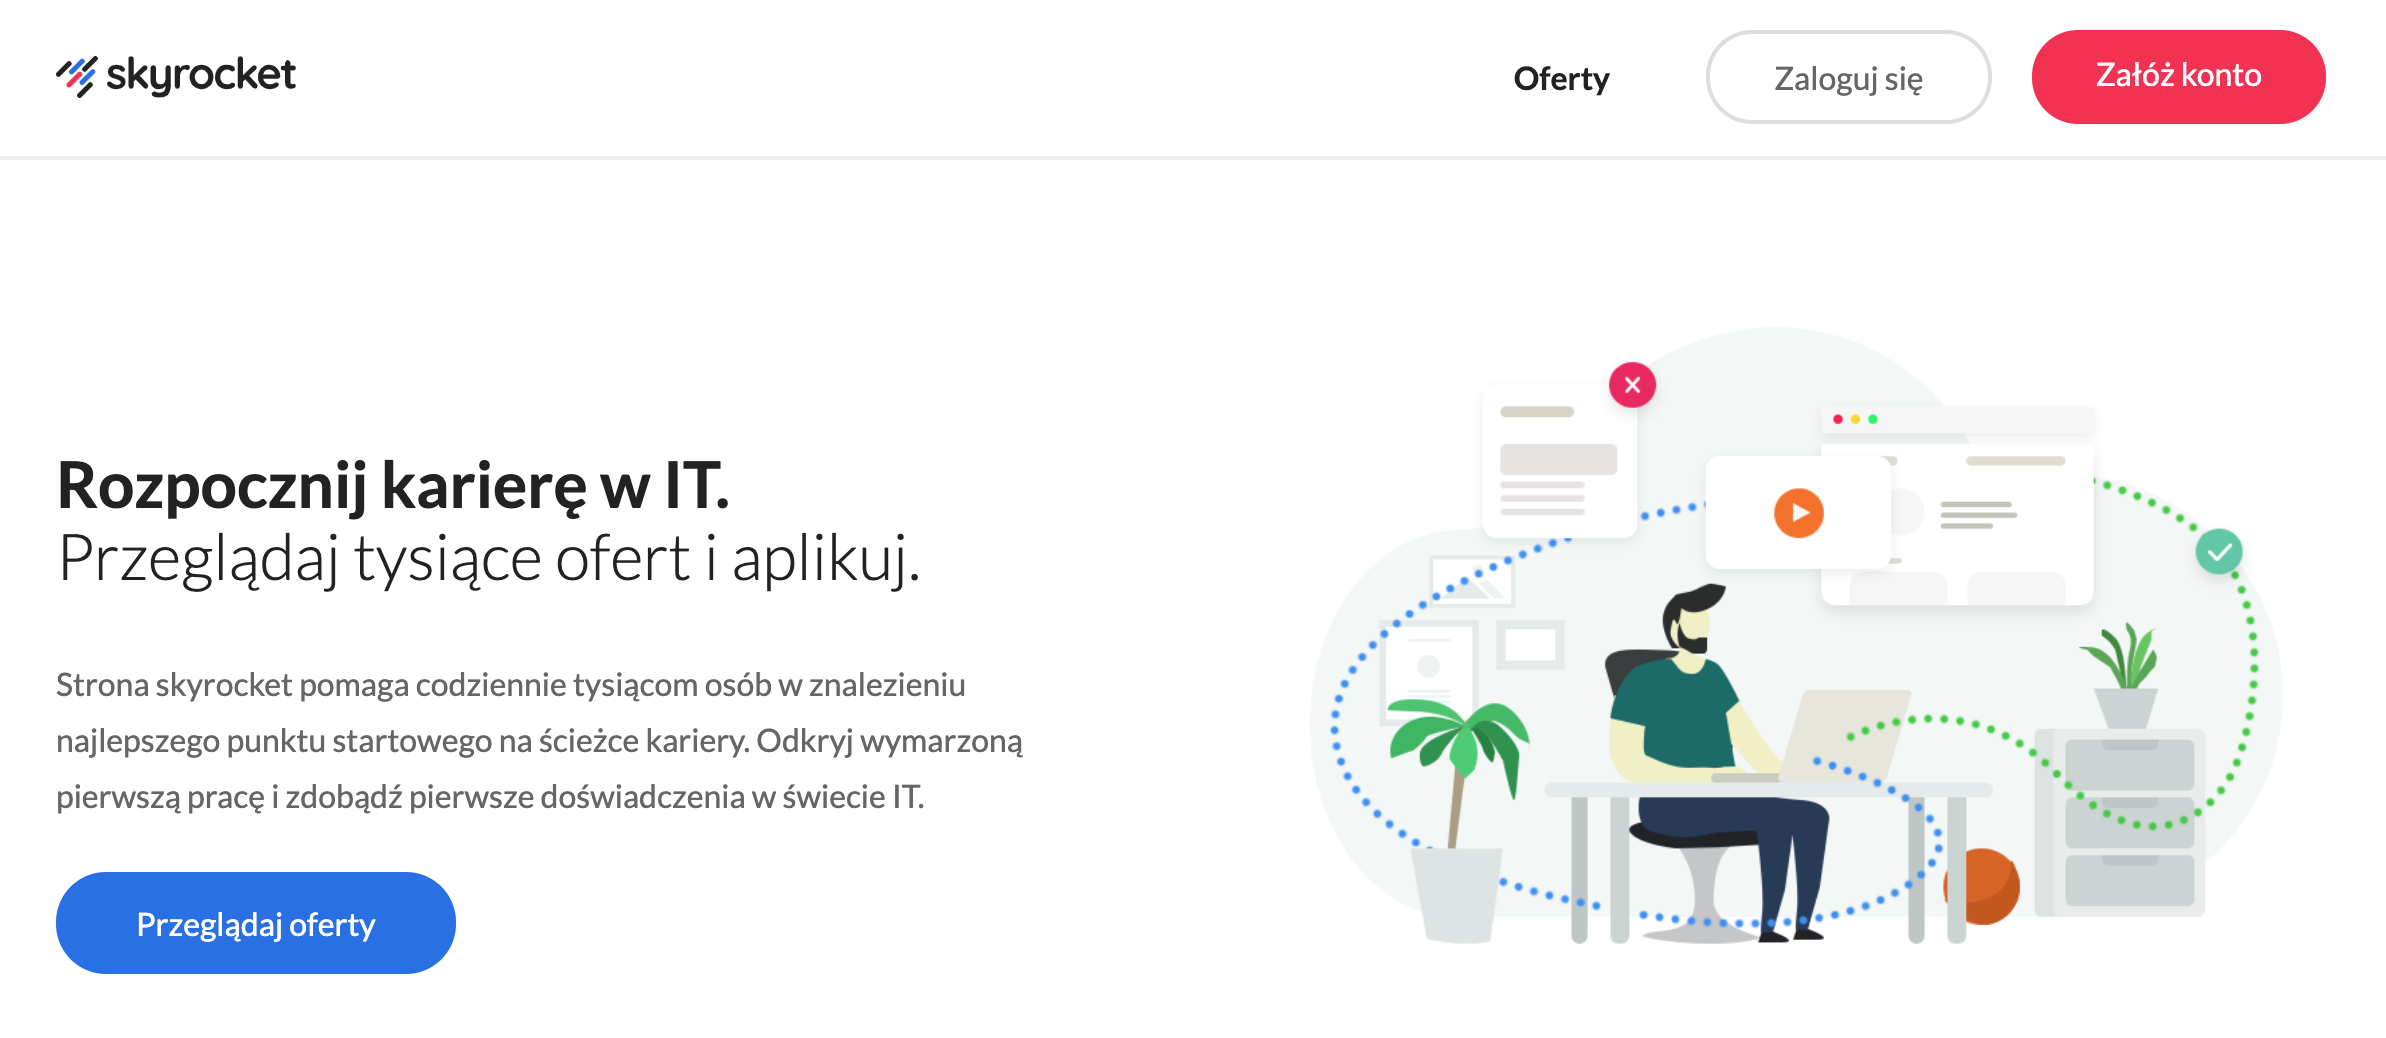 skyrocket
Oferty
Zaloguj się
Załóż konto
Rozpocznij karierę w IT.
Przeglądaj tysiące ofert i aplikuj.
Strona skyrocket pomaga codziennie tysiącom osób w znalezieniu
najlepszego punktu startowego na ścieżce kariery. Odkryj wymarzoną
pierwszą pracę i zdobądź pierwsze doświadczenia w świecie IT.
Przeglądaj oferty